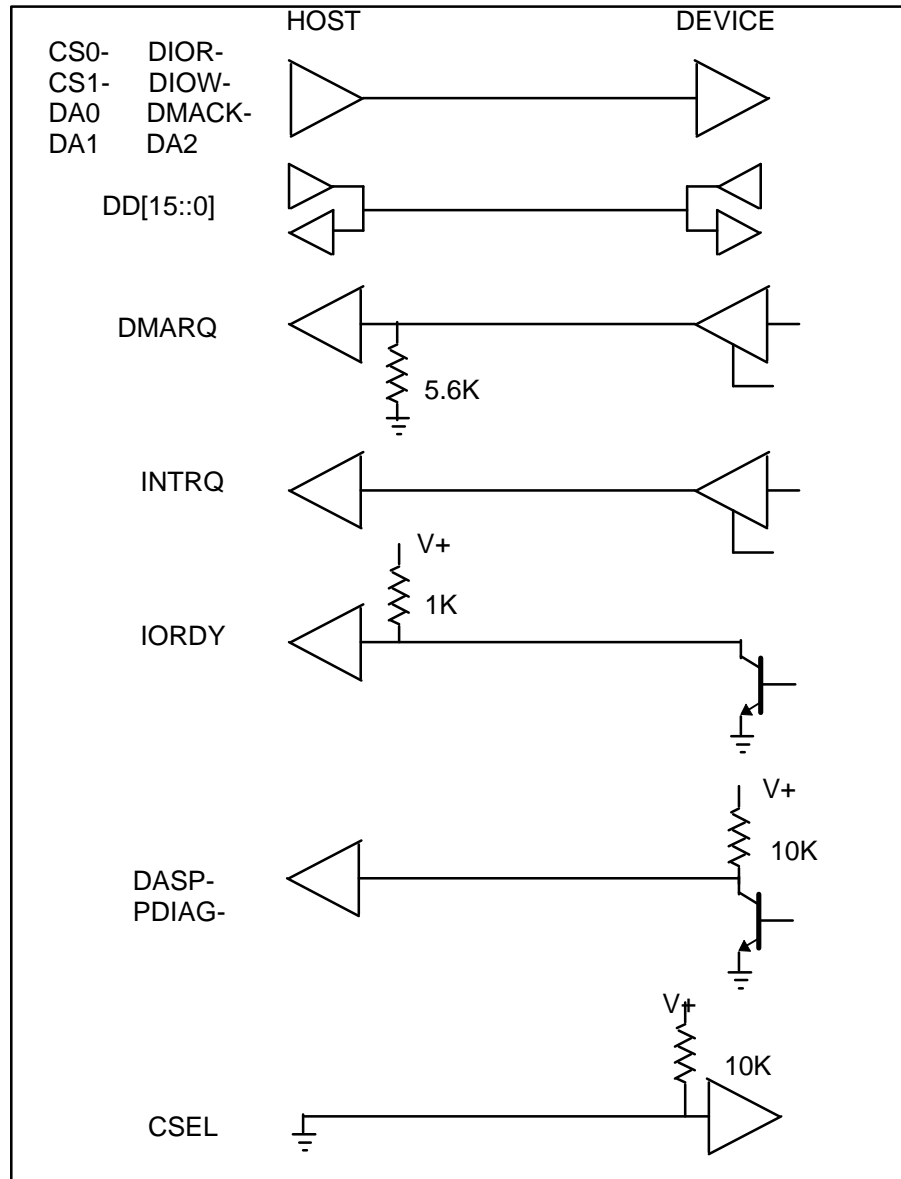 HOST DEVICE
CS0- DIOR-
CS1- DIOW-
DA0 DMACK-
DA1 DA2
DD[15::0]
DMARQ
5.6K
INTRQ
V+
1K
IORDY
V+
10K
DASP-
PDIAG-
V+
10K
CSEL